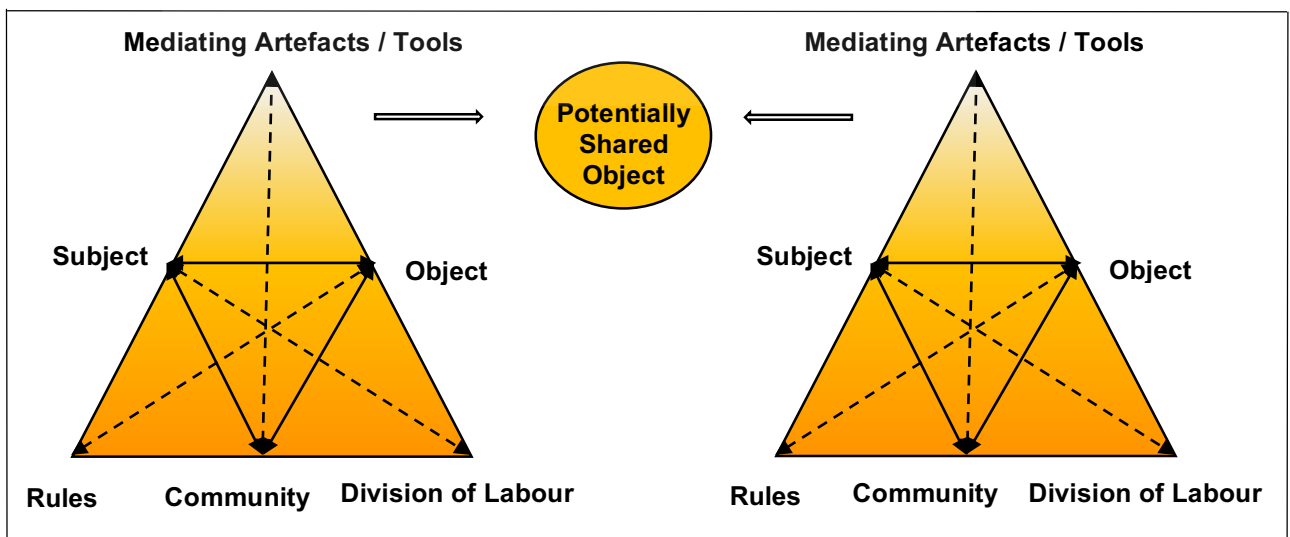 Mediating Artefacts / Tools
Mediating Artefacts / Tools
Potentially
Shared
Object
Subject
Object
Subject
Object
Rules
Community
Division of Labour
Rules
Community
Division of Labour